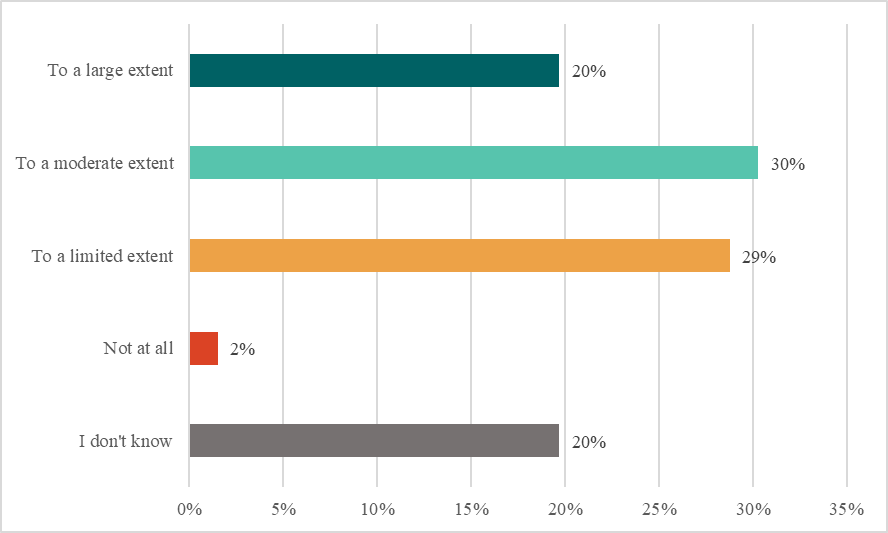 To a large extent 20%
To a moderate extent 30%
To a limited extent 29%
Not at all 2%
I don't know 20%
0% 5% 10% 15% 20% 25% 30% 35%